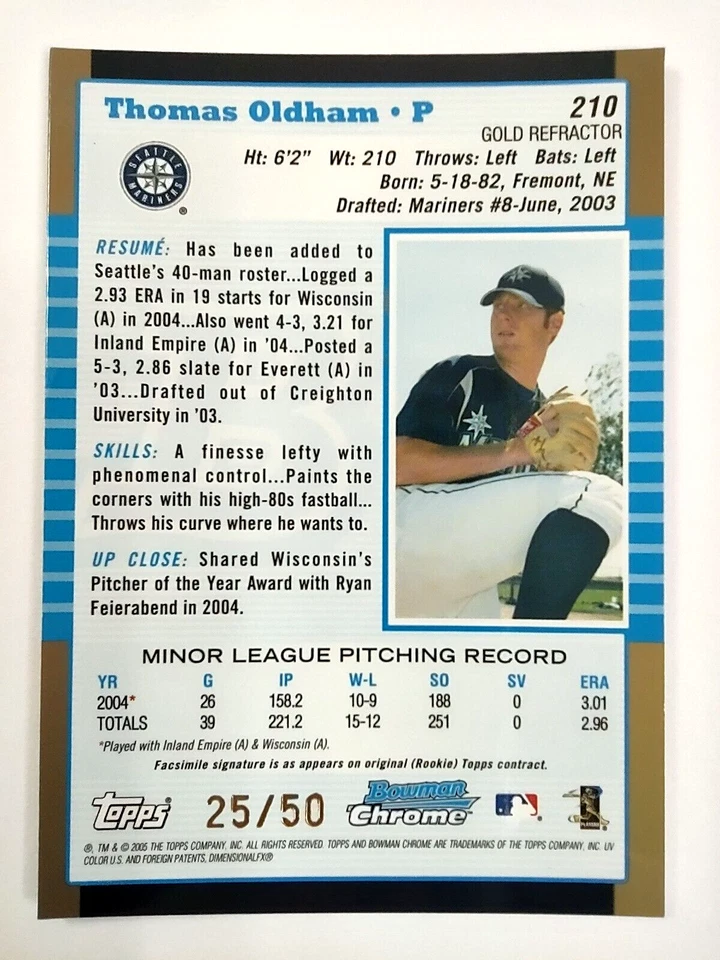 Thomas Oldham • P
210
GOLD REFRACTOR
SEATTLE MARINERS
®
Ht: 6'2" Wt: 210 Throws: Left Bats: Left
Born: 5-18-82, Fremont, NE
Drafted: Mariners #8-June, 2003
RESUMÉ: Has been added to
Seattle's 40-man roster...Logged a
2.93 ERA in 19 starts for Wisconsin
(A) in 2004...Also went 4-3, 3.21 for
Inland Empire (A) in '04...Posted a
5-3, 2.86 slate for Everett (A) in
'03...Drafted out of Creighton
University in '03.
SKILLS: A finesse lefty with
phenomenal control...Paints the
corners with his high-80s fastball...
Throws his curve where he wants to.
UP CLOSE: Shared Wisconsin's
Pitcher of the Year Award with Ryan
Feierabend in 2004.
MINOR LEAGUE PITCHING RECORD
YR G IP W-L SO SV ERA
2004* 26 158.2 10-9 188 0 3.01
TOTALS 39 221.2 15-12 251 0 2.96
*Played with Inland Empire (A) & Wisconsin (A).
Facsimile signature is as appears on original (Rookie) Topps contract.
Topps 25/50 Bowman Chrome
®, TM & © 2005 THE TOPPS COMPANY, INC. ALL RIGHTS RESERVED. TOPPS AND BOWMAN CHROME ARE TRADEMARKS OF THE TOPPS COMPANY, INC. UV
COLOR U.S. AND FOREIGN PATENTS, DIMENSIONALFX®